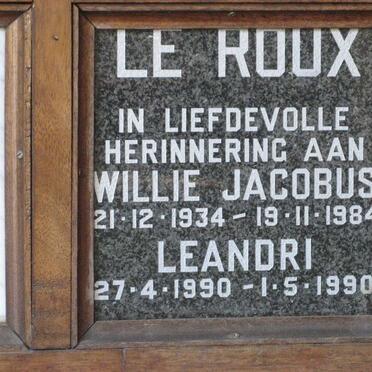 LE ROUX
IN LIEFDEVOLLE
HERINNERING AAN
WILLIE JACOBUS
21·12·1934 – 19·11·1984
LEANDRI
27·4·1990 – 1·5·1990